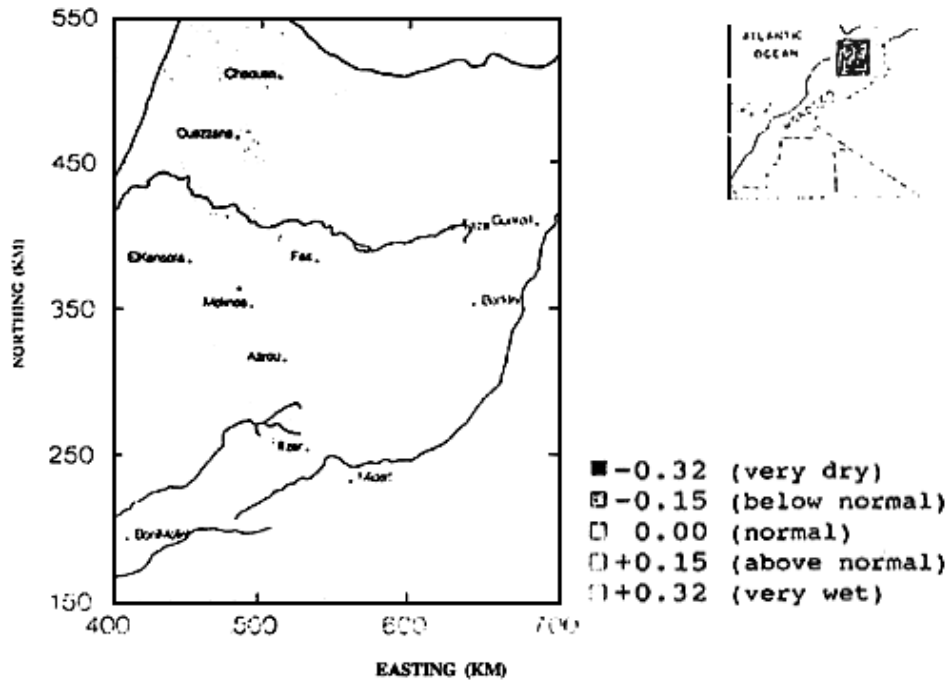 550
450
350
250
150
400
500
600
700
NORTHING (KM)
EASTING (KM)
Ouezzane
El Kansera
Fes
Meknes
Azrou
ATLANTIC
OCEAN
-0.32 (very dry)
-0.15 (below normal)
0.00 (normal)
+0.15 (above normal)
+0.32 (very wet)